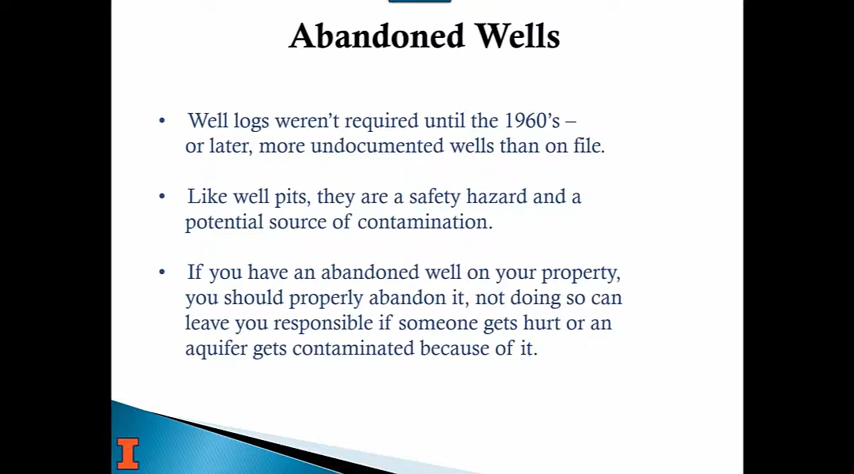 Abandoned Wells
• Well logs weren't required until the 1960's –
or later, more undocumented wells than on file.
• Like well pits, they are a safety hazard and a
potential source of contamination.
• If you have an abandoned well on your property,
you should properly abandon it, not doing so can
leave you responsible if someone gets hurt or an
aquifer gets contaminated because of it.
I